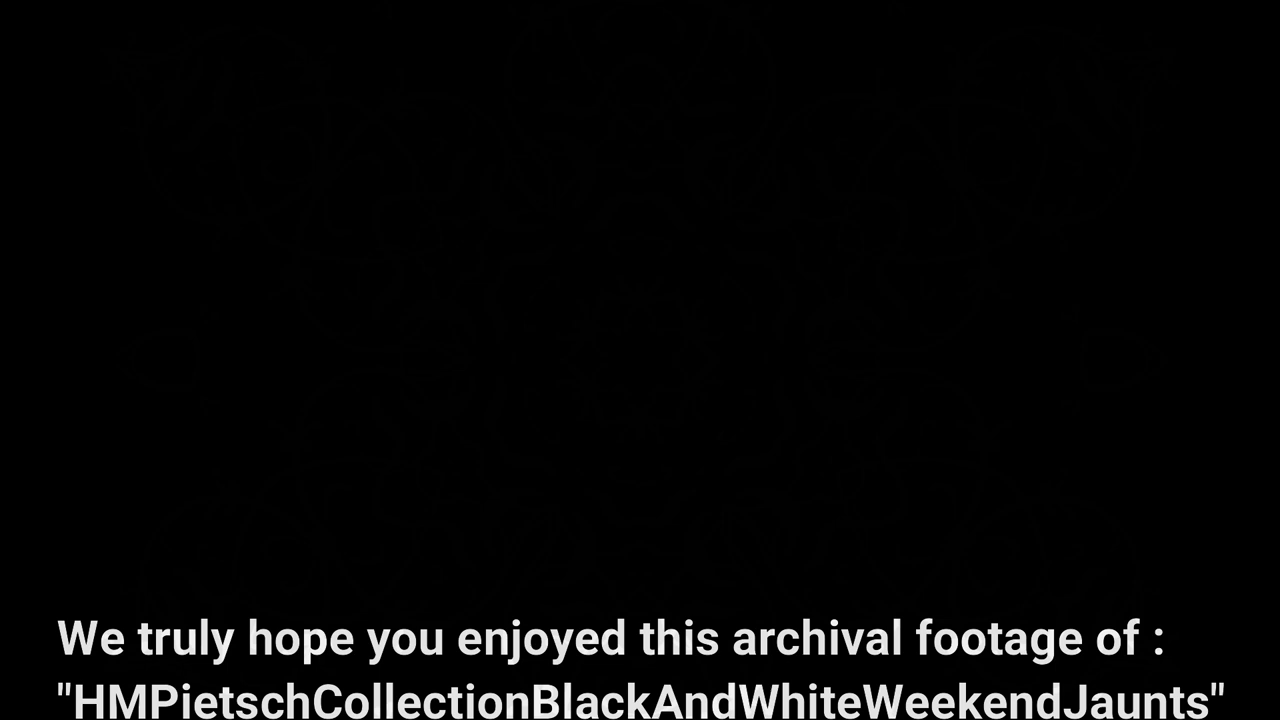 We truly hope you enjoyed this archival footage of :
"HMPietschCollectionBlackAndWhiteWeekendJaunts"